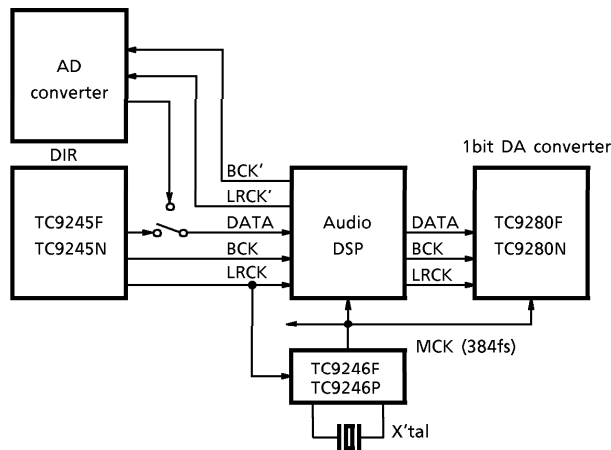 AD
converter
DIR
1bit DA converter
BCK'
LRCK'
TC9245F
TC9245N
DATA
BCK
LRCK
Audio
DSP
DATA
BCK
LRCK
TC9280F
TC9280N
MCK (384fs)
TC9246F
TC9246P
X'tal